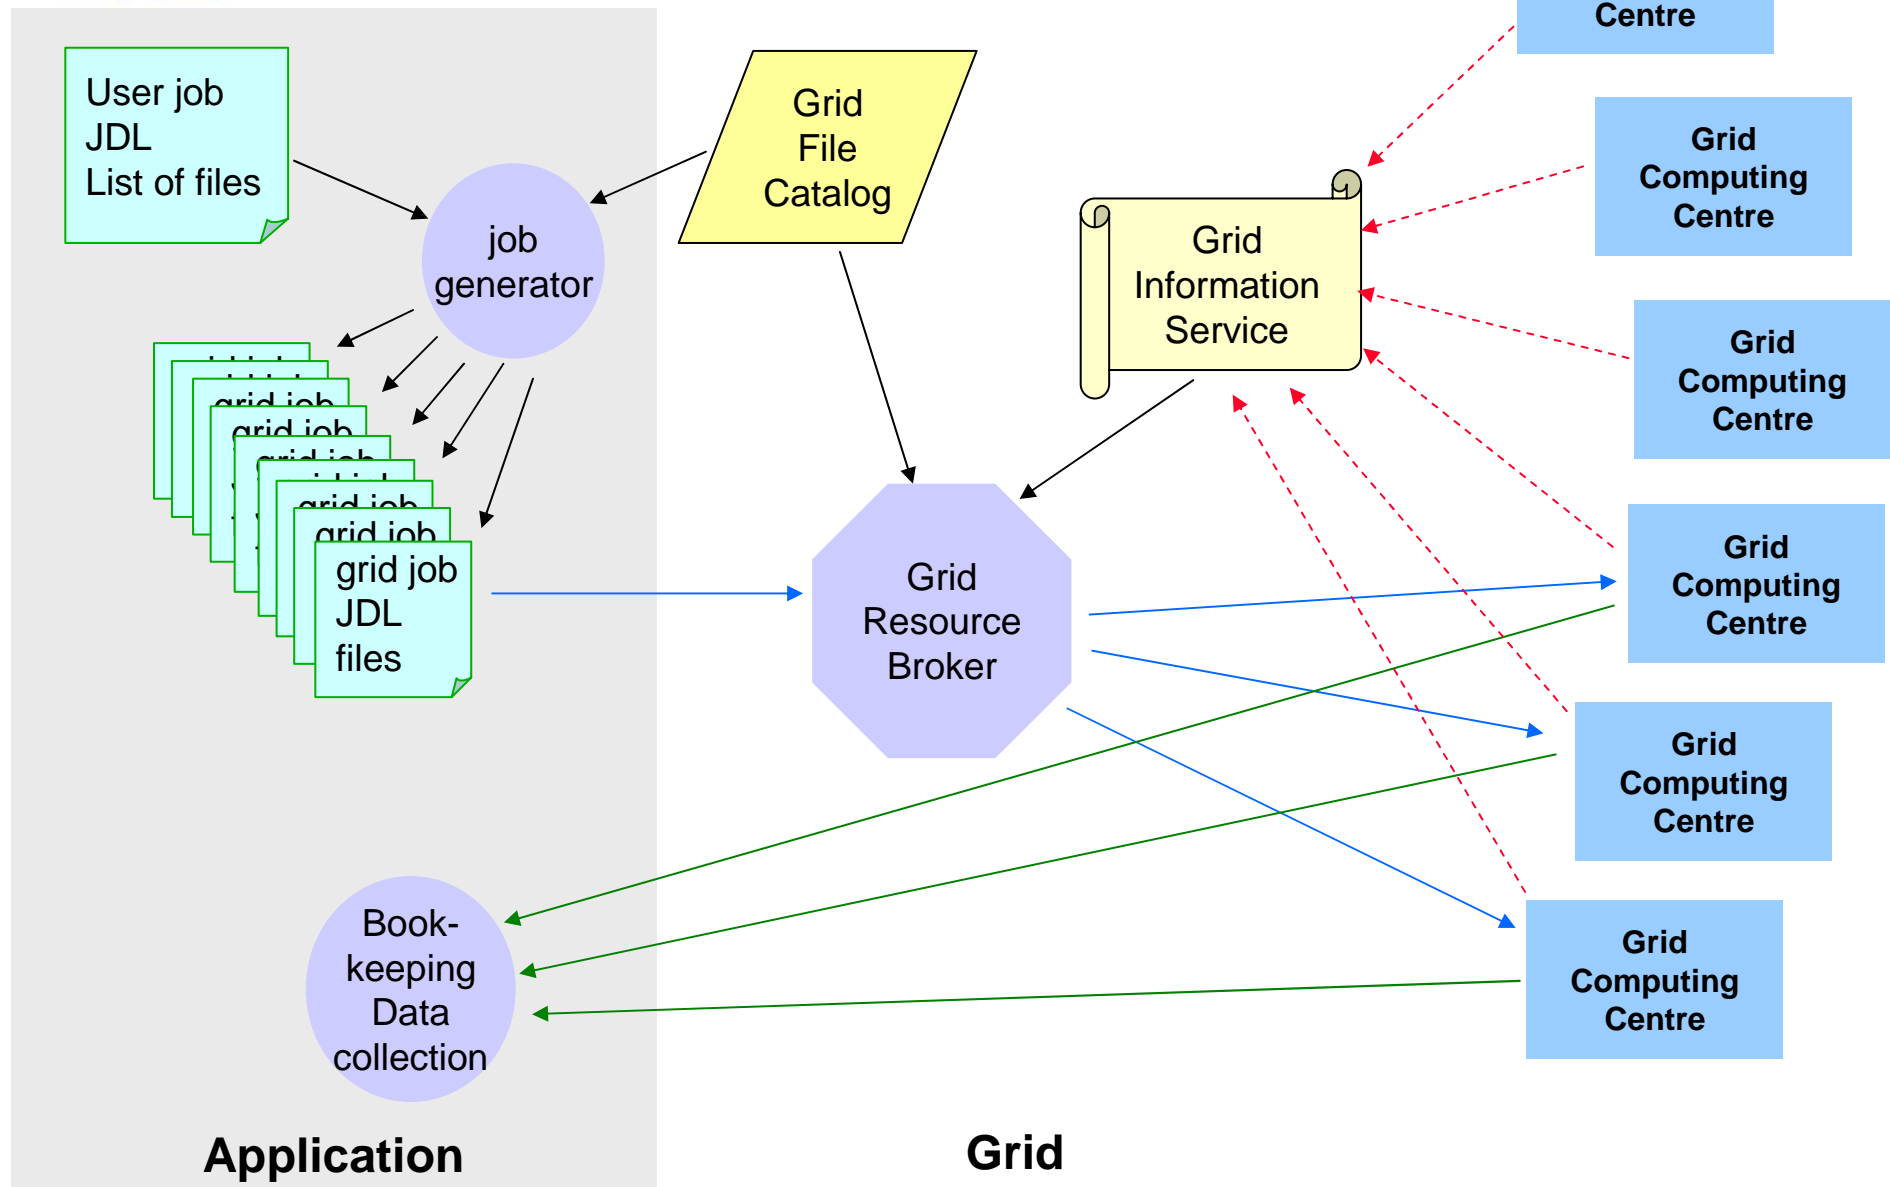 Centre
User job
JDL
List of files
Grid
File
Catalog
Grid
Computing
Centre
job
generator
Grid
Information
Service
Grid
Computing
Centre
grid job
grid job
grid job
grid job
grid job
grid job
JDL
files
Grid
Resource
Broker
Grid
Computing
Centre
Grid
Computing
Centre
Book-
keeping
Data
collection
Grid
Computing
Centre
Application
Grid